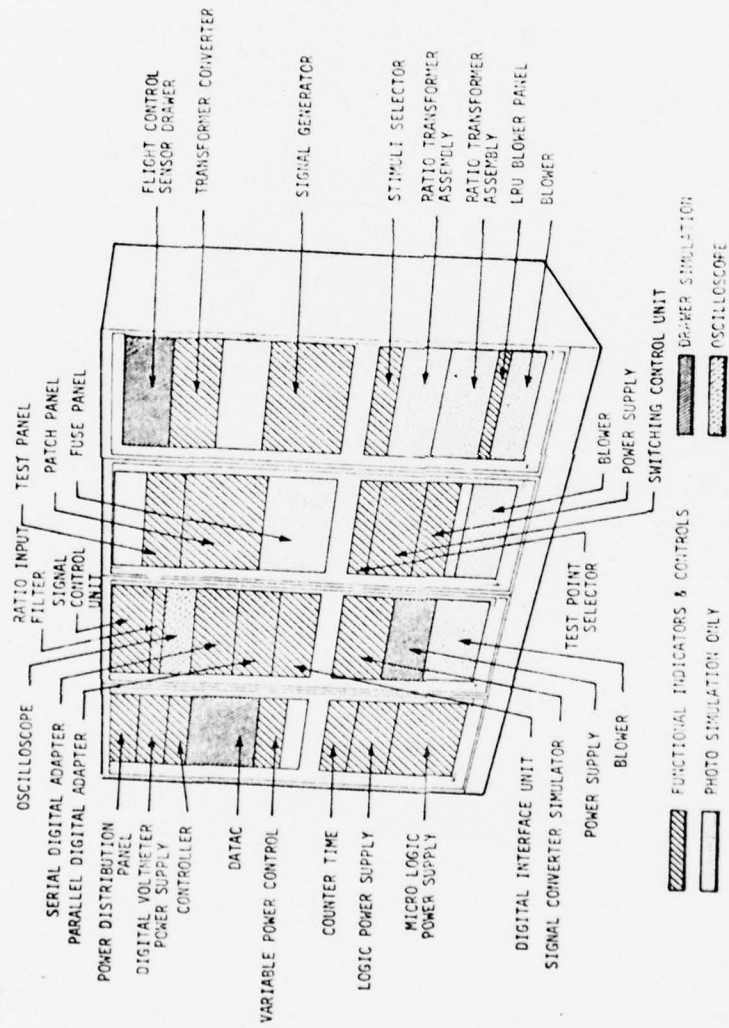 OSCILLOSCOPE
SERIAL DIGITAL ADAPTER
PARALLEL DIGITAL ADAPTER
POWER DISTRIBUTION
PANEL
DIGITAL VOLTMETER
POWER SUPPLY
CONTROLLER
DATAC
VARIABLE POWER CONTROL
COUNTER TIME
LOGIC POWER SUPPLY
MICRO LOGIC
POWER SUPPLY
RATIO INPUT
FILTER
SIGNAL
CONTROL
UNIT
TEST PANEL
PATCH PANEL
FUSE PANEL
FLIGHT CONTROL
SENSOR DRAWER
TRANSFORMER CONVERTER
SIGNAL GENERATOR
STIMULI SELECTOR
RATIO TRANSFORMER
ASSEMBLY
RATIO TRANSFORMER
ASSEMBLY
LRU BLOWER PANEL
BLOWER
DIGITAL INTERFACE UNIT
SIGNAL CONVERTER SIMULATOR
POWER SUPPLY
BLOWER
TEST POINT
SELECTOR
BLOWER
POWER SUPPLY
SWITCHING CONTROL UNIT
FUNCTIONAL INDICATORS & CONTROLS
PHOTO SIMULATION ONLY
DRAWER SIMULATION
OSCILLOSCOPE